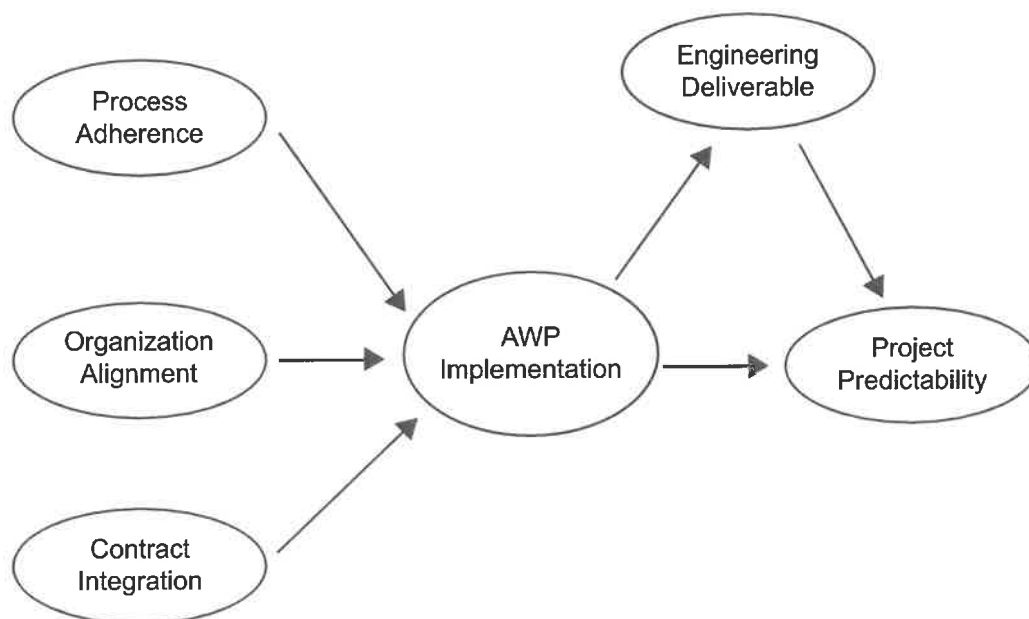 Engineering
Deliverable
Process
Adherence
Organization
Alignment
AWP
Implementation
Project
Predictability
Contract
Integration